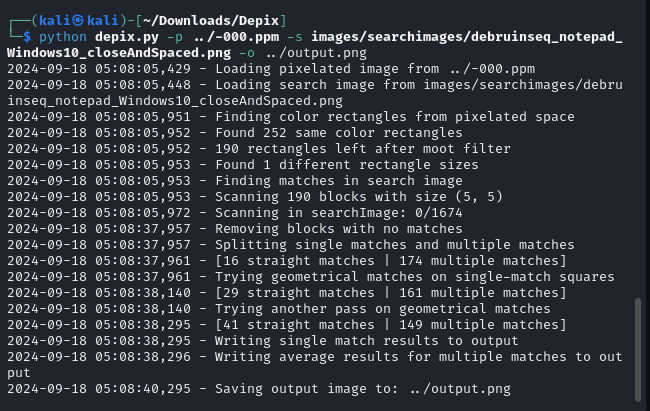 ┌──(kali㉿kali)-[~/Downloads/Depix]
└─$ python depix.py -p ../-000.ppm -s images/searchimages/debruinseq_notepad_
Windows10_closeAndSpaced.png -o ../output.png
2024-09-18 05:08:05,429 - Loading pixelated image from ../-000.ppm
2024-09-18 05:08:05,448 - Loading search image from images/searchimages/debru
inseq_notepad_Windows10_closeAndSpaced.png
2024-09-18 05:08:05,951 - Finding color rectangles from pixelated space
2024-09-18 05:08:05,952 - Found 252 same color rectangles
2024-09-18 05:08:05,952 - 190 rectangles left after moot filter
2024-09-18 05:08:05,953 - Found 1 different rectangle sizes
2024-09-18 05:08:05,953 - Finding matches in search image
2024-09-18 05:08:05,953 - Scanning 190 blocks with size (5, 5)
2024-09-18 05:08:05,972 - Scanning in searchImage: 0/1674
2024-09-18 05:08:37,957 - Removing blocks with no matches
2024-09-18 05:08:37,957 - Splitting single matches and multiple matches
2024-09-18 05:08:37,961 - [16 straight matches | 174 multiple matches]
2024-09-18 05:08:37,961 - Trying geometrical matches on single-match squares
2024-09-18 05:08:38,140 - [29 straight matches | 161 multiple matches]
2024-09-18 05:08:38,140 - Trying another pass on geometrical matches
2024-09-18 05:08:38,295 - [41 straight matches | 149 multiple matches]
2024-09-18 05:08:38,295 - Writing single match results to output
2024-09-18 05:08:38,296 - Writing average results for multiple matches to out
put
2024-09-18 05:08:40,295 - Saving output image to: ../output.png